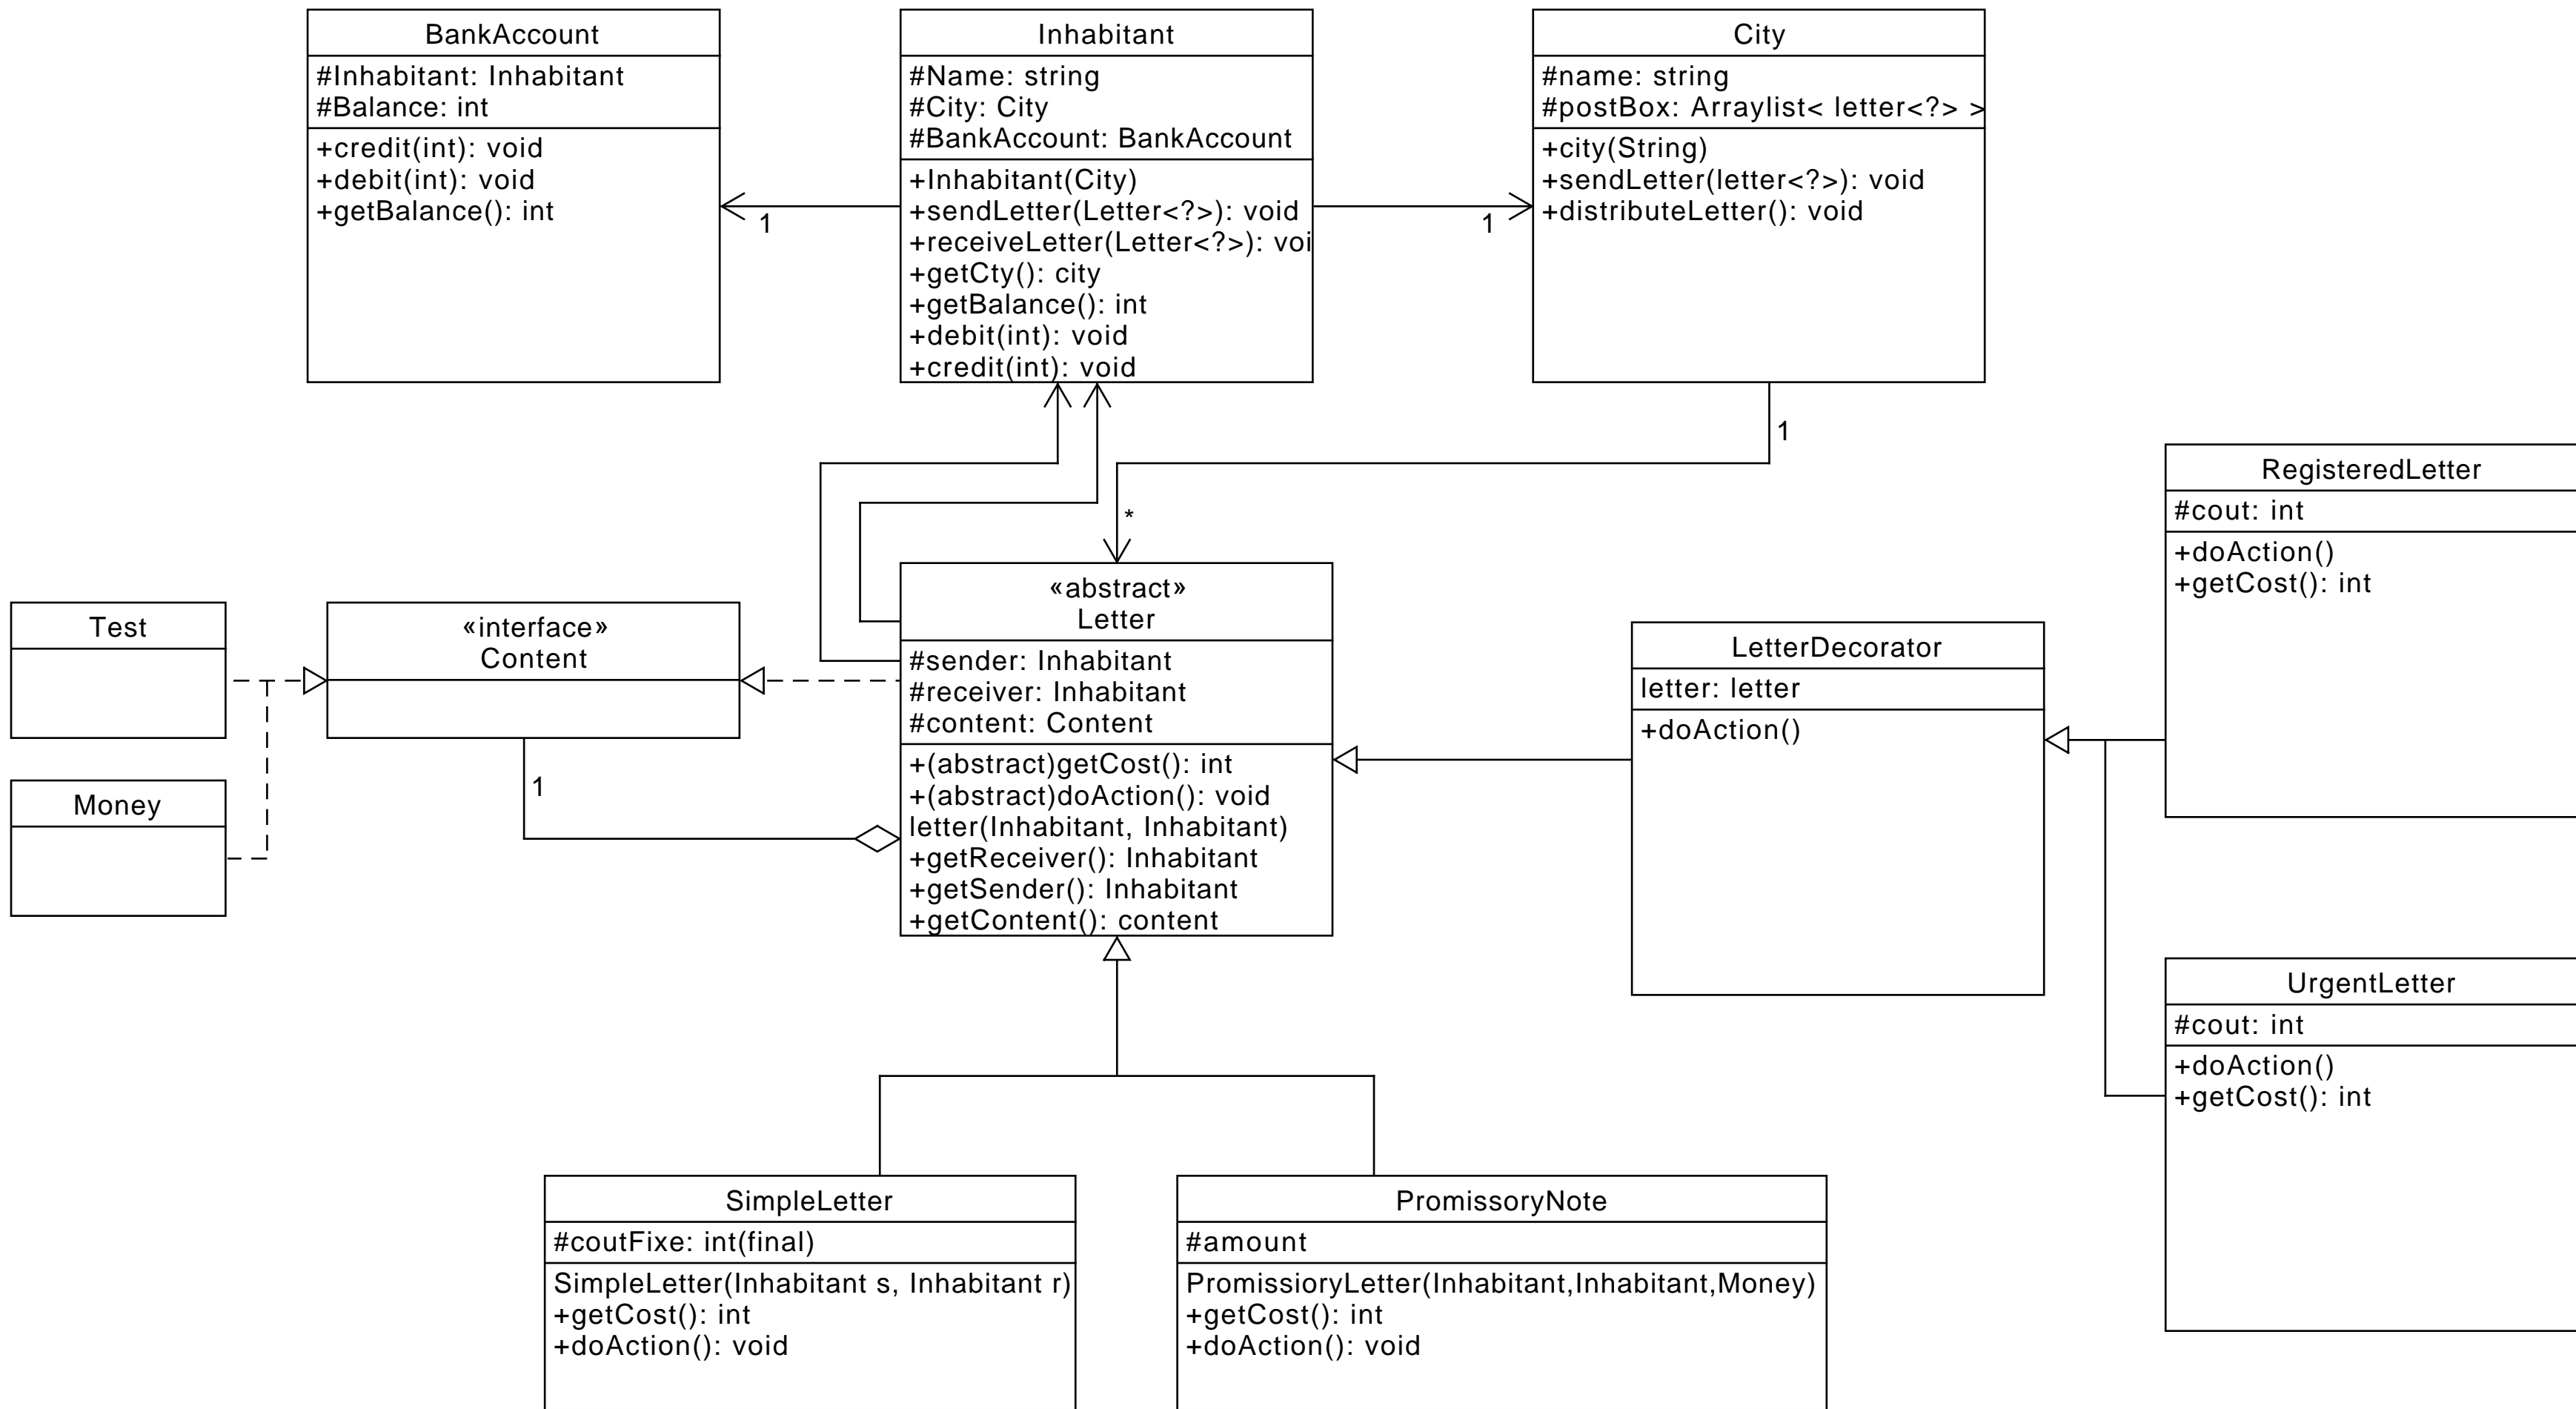 BankAccount
#Inhabitant: Inhabitant
#Balance: int
+credit(int): void
+debit(int): void
+getBalance(): int
1
Inhabitant
#Name: string
#City: City
#BankAccount: BankAccount
+Inhabitant(City)
+sendLetter(Letter<?>): void
+receiveLetter(Letter<?>): voi
+getCty(): city
+getBalance(): int
+debit(int): void
+credit(int): void
1
City
#name: string
#postBox: Arraylist< letter<?> >
+city(String)
+sendLetter(letter<?>): void
+distributeLetter(): void
1
*
RegisteredLetter
#cout: int
+doAction()
+getCost(): int
Test
«interface»
Content
«abstract»
Letter
#sender: Inhabitant
#receiver: Inhabitant
#content: Content
+(abstract)getCost(): int
+(abstract)doAction(): void
letter(Inhabitant, Inhabitant)
+getReceiver(): Inhabitant
+getSender(): Inhabitant
+getContent(): content
LetterDecorator
letter: letter
+doAction()
Money
1
UrgentLetter
#cout: int
+doAction()
+getCost(): int
SimpleLetter
#coutFixe: int(final)
SimpleLetter(Inhabitant s, Inhabitant r)
+getCost(): int
+doAction(): void
PromissoryNote
#amount
PromissioryLetter(Inhabitant,Inhabitant,Money)
+getCost(): int
+doAction(): void